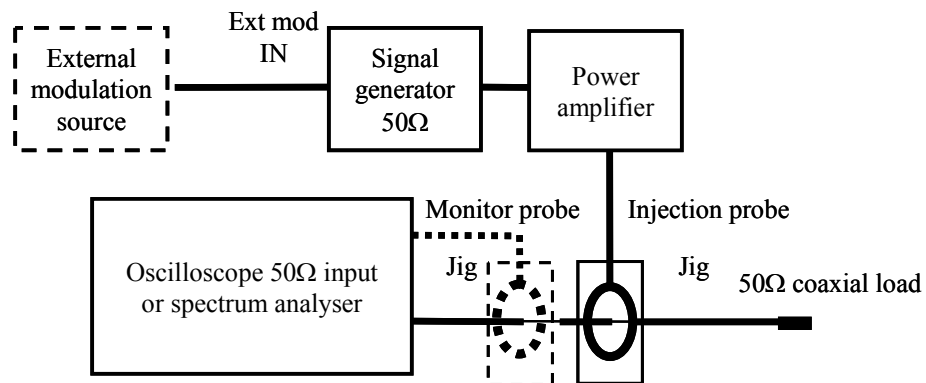 Ext mod
IN
External
modulation
source
Signal
generator
50Ω
Power
amplifier
Monitor probe
Injection probe
Jig
Jig
Oscilloscope 50Ω input
or spectrum analyser
50Ω coaxial load